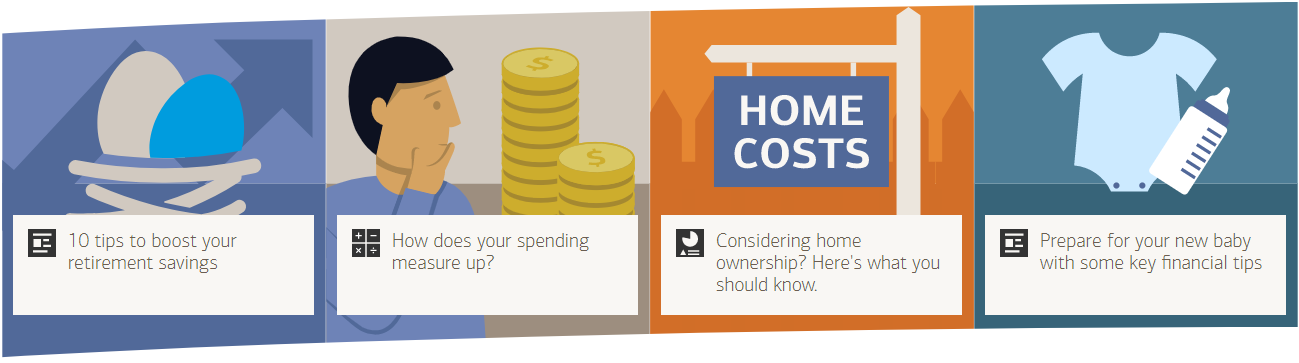 10 tips to boost your
retirement savings
$
$
How does your spending
measure up?
HOME
COSTS
Considering home
ownership? Here's what you
should know.
Prepare for your new baby
with some key financial tips